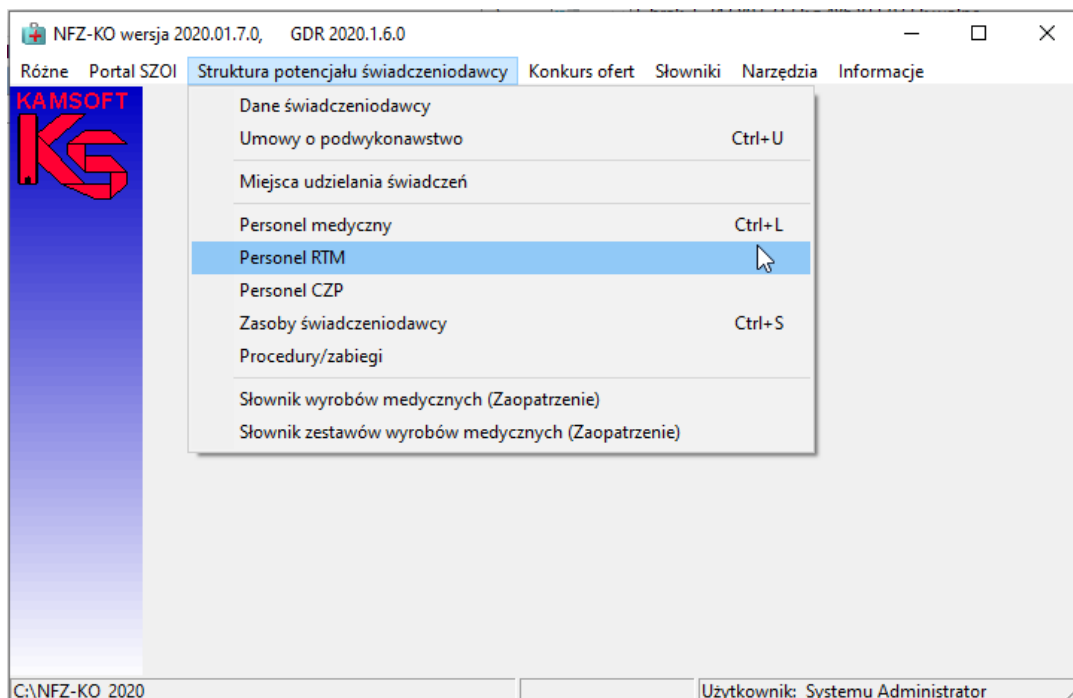 NFZ-KO wersja 2020.01.7.0, GDR 2020.1.6.0
Różne Portal SZOI Struktura potencjału świadczeniodawcy Konkurs ofert Słowniki Narzędzia Informacje
KAMSOFT
KS
Dane świadczeniodawcy
Umowy o podwykonawstwo Ctrl+U
Miejsca udzielania świadczeń
Personel medyczny Ctrl+L
Personel RTM
Personel CZP
Zasoby świadczeniodawcy Ctrl+S
Procedury/zabiegi
Słownik wyrobów medycznych (Zaopatrzenie)
Słownik zestawów wyrobów medycznych (Zaopatrzenie)
C:\NFZ-KO_2020 Użytkownik: Systemu Administrator